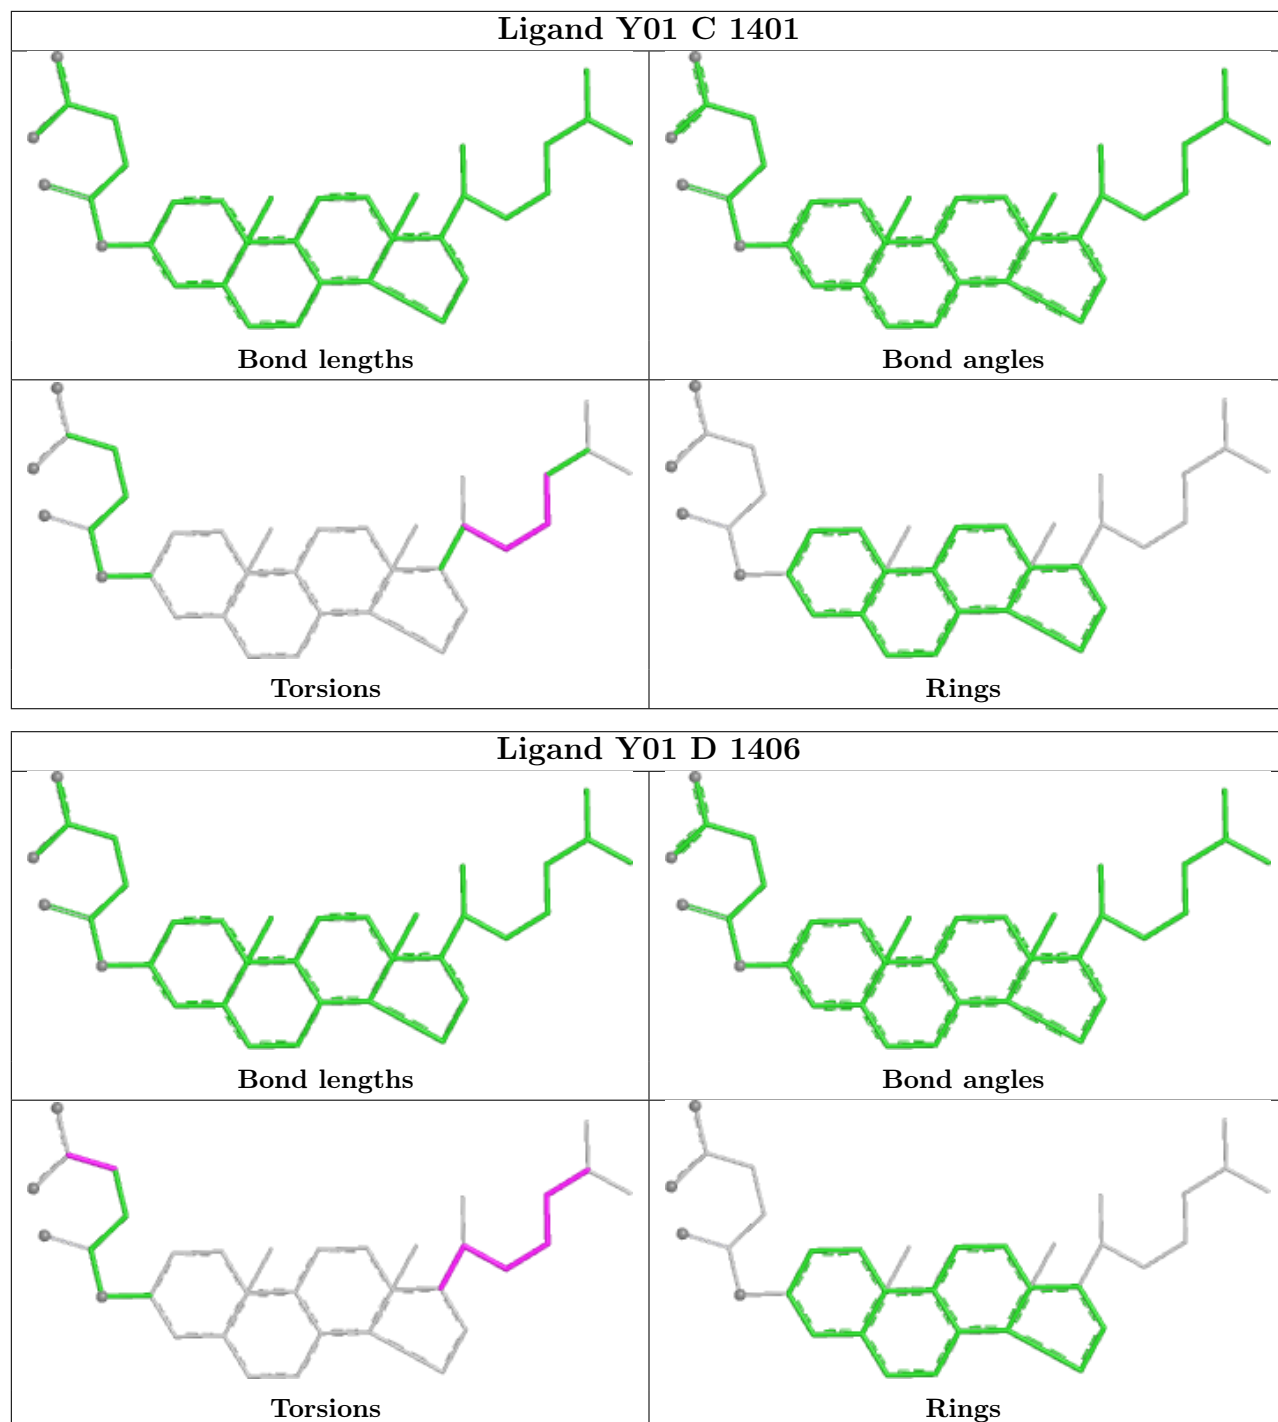 Ligand Y01 C 1401
Bond lengths
Bond angles
Torsions
Rings
Ligand Y01 D 1406
Bond lengths
Bond angles
Torsions
Rings